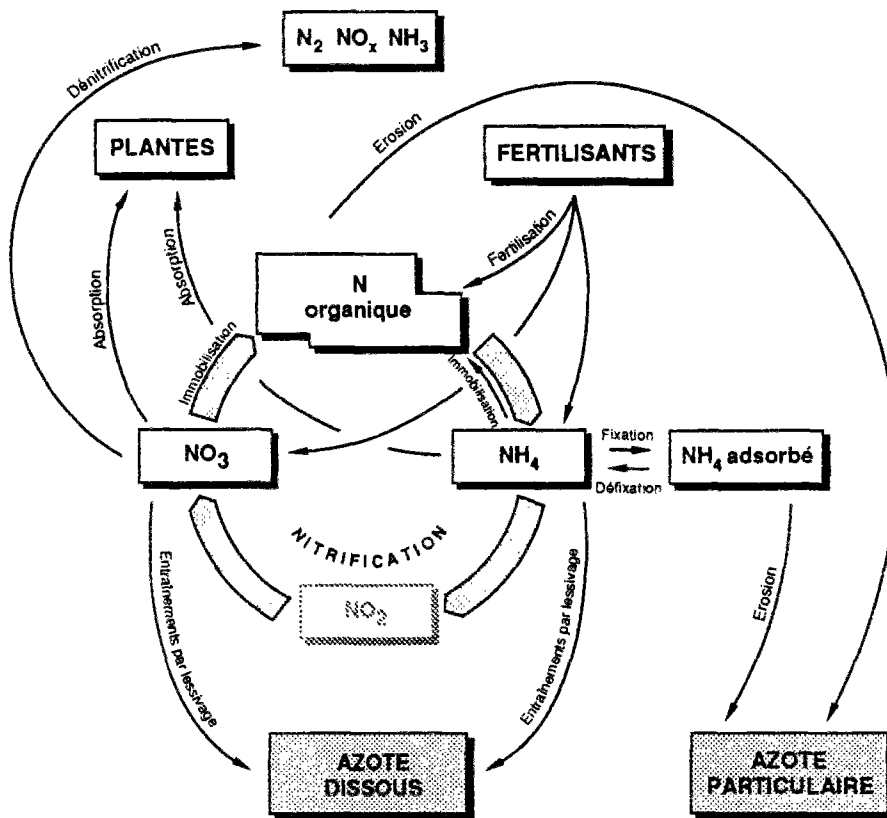 N₂ NOₓ NH₃
Dénitrification
Erosion
PLANTES
FERTILISANTS
Fertilisation
Absorption
Absorption
N
organique
Immobilisation
Immobilisation
NO₃
NH₄
Fixation
Défixation
NH₄ adsorbé
NITRIFICATION
NO₂
Entraînements par lessivage
Entraînements par lessivage
Erosion
AZOTE
DISSOUS
AZOTE
PARTICULAIRE